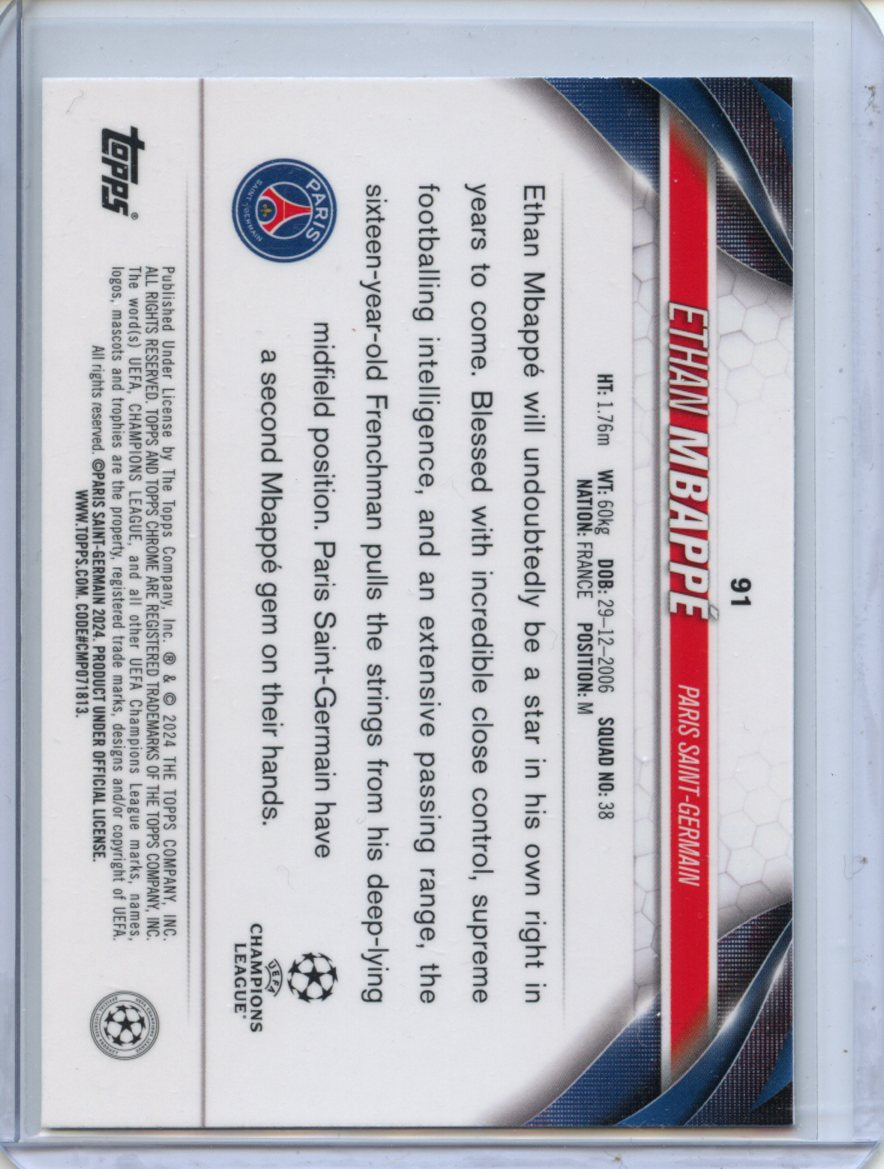 91
ETHAN MBAPPÉ PARIS SAINT-GERMAIN
HT: 1.76m WT: 60kg DOB: 29–12–2006 SQUAD NO: 38
NATION: FRANCE POSITION: M
Ethan Mbappé will undoubtedly be a star in his own right in
years to come. Blessed with incredible close control, supreme
footballing intelligence, and an extensive passing range, the
sixteen-year-old Frenchman pulls the strings from his deep-lying
midfield position. Paris Saint-Germain have
a second Mbappé gem on their hands.
PARIS
SAINT-GERMAIN
UEFA
CHAMPIONS
LEAGUE®
topps®
Published Under License by The Topps Company, Inc. ® & © 2024 THE TOPPS COMPANY, INC.
ALL RIGHTS RESERVED. TOPPS AND TOPPS CHROME ARE REGISTERED TRADEMARKS OF THE TOPPS COMPANY, INC.
The word(s) UEFA, CHAMPIONS LEAGUE, and all other UEFA Champions League marks, names,
logos, mascots and trophies are the property, registered trade marks, designs and/or copyright of UEFA.
All rights reserved. ©PARIS SAINT-GERMAIN 2024. PRODUCT UNDER OFFICIAL LICENSE.
WWW.TOPPS.COM. CODE#CMP071813.